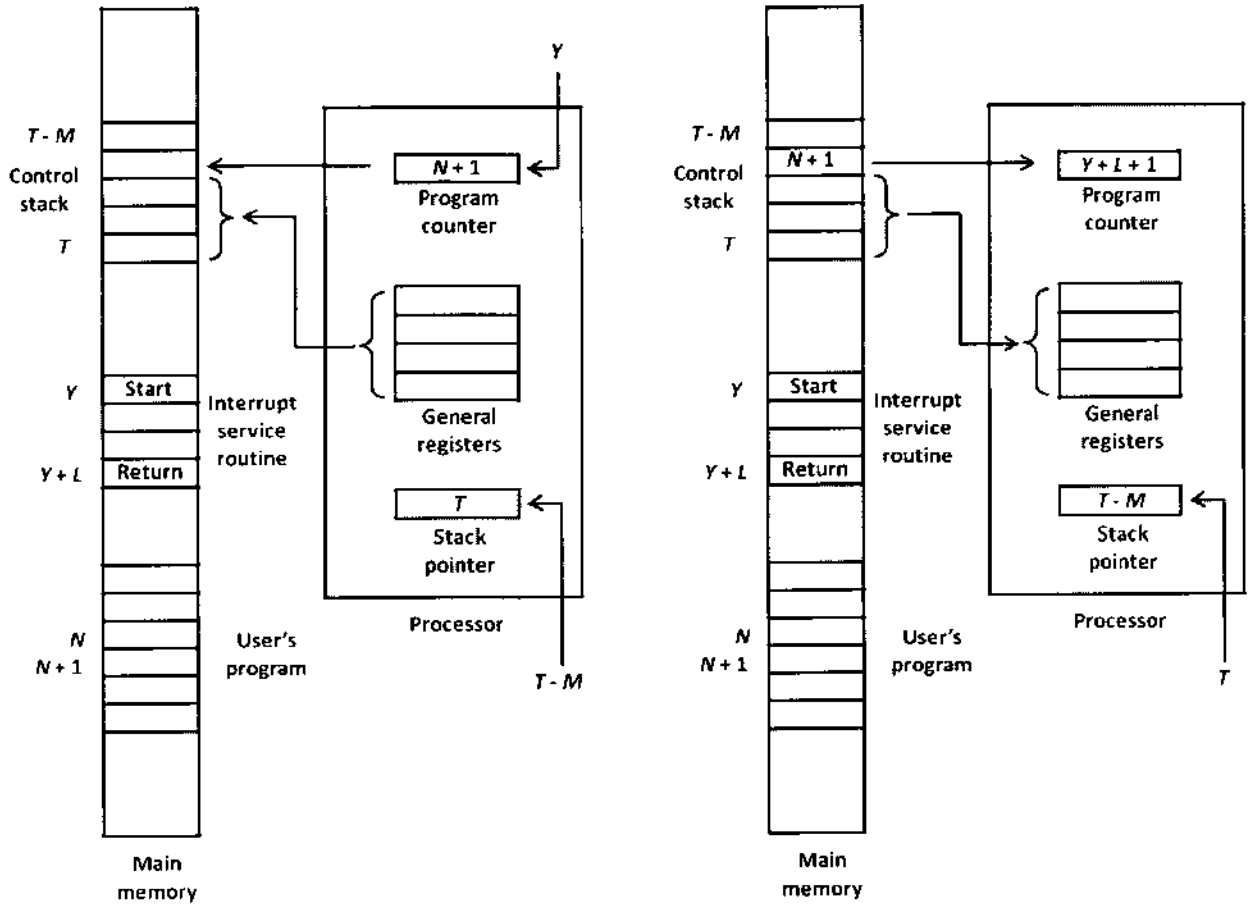 Y
T - M
Control
stack
T
N + 1
Program
counter
General
registers
Y
Start
Interrupt
service
routine
Y + L
Return
T
Stack
pointer
Processor
N
N + 1
User's
program
T - M
Main
memory
T - M
Control
stack
N + 1
T
Y + L + 1
Program
counter
General
registers
Y
Start
Interrupt
service
routine
Y + L
Return
T - M
Stack
pointer
Processor
N
N + 1
User's
program
T
Main
memory